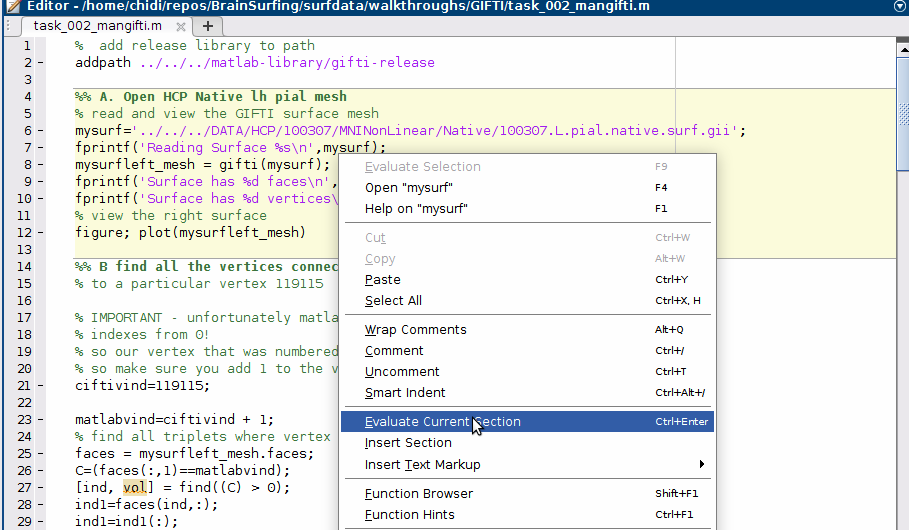 Editor - /home/chidi/repos/BrainSurfing/surfdata/walkthroughs/GIFTI/task_002_mangifti.m
task_002_mangifti.m × +
1 % add release library to path
2 - addpath ../../../matlab-library/gifti-release
3
4 %% A. Open HCP Native lh pial mesh
5 % read and view the GIFTI surface mesh
6 - mysurf='../../../DATA/HCP/100307/MNINonLinear/Native/100307.L.pial.native.surf.gii';
7 - fprintf('Reading Surface %s\n',mysurf);
8 - mysurfleft_mesh = gifti(mysurf);
9 - fprintf('Surface has %d faces\n',
10 - fprintf('Surface has %d vertices\
11 % view the right surface
12 - figure; plot(mysurfleft_mesh)
13
14 %% B find all the vertices connec
15 % to a particular vertex 119115
16
17 % IMPORTANT - unfortunately matla
18 % indexes from 0!
19 % so our vertex that was numbered
20 % so make sure you add 1 to the v
21 - ciftivind=119115;
22
23 - matlabvind=ciftivind + 1;
24 % find all triplets where vertex
25 - faces = mysurfleft_mesh.faces;
26 - C=(faces(:,1)==matlabvind);
27 - [ind, vol] = find((C) > 0);
28 - ind1=faces(ind,:);
29 - ind1=ind1(:);
Evaluate Selection F9
Open "mysurf" F4
Help on "mysurf" F1
Cut Ctrl+W
Copy Alt+W
Paste Ctrl+Y
Select All Ctrl+X, H
Wrap Comments Alt+Q
Comment Ctrl+/
Uncomment Ctrl+T
Smart Indent Ctrl+Alt+/
Evaluate Current Section Ctrl+Enter
Insert Section
Insert Text Markup
Function Browser Shift+F1
Function Hints Ctrl+F1